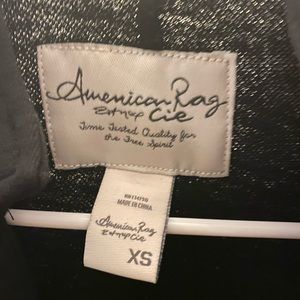 American Rag
Cie
Time Tested Quality for
the Free Spirit
MADE IN CHINA
American Rag
Cie
XS